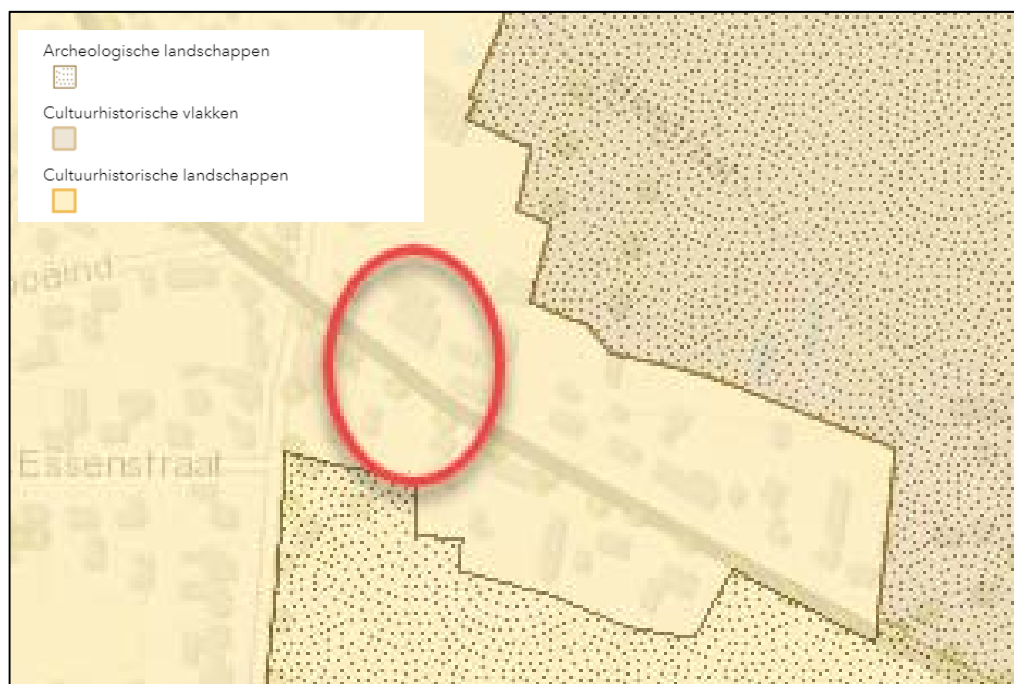 Archeologische landschappen
Cultuurhistorische vlakken
Cultuurhistorische landschappen
Essenstraat